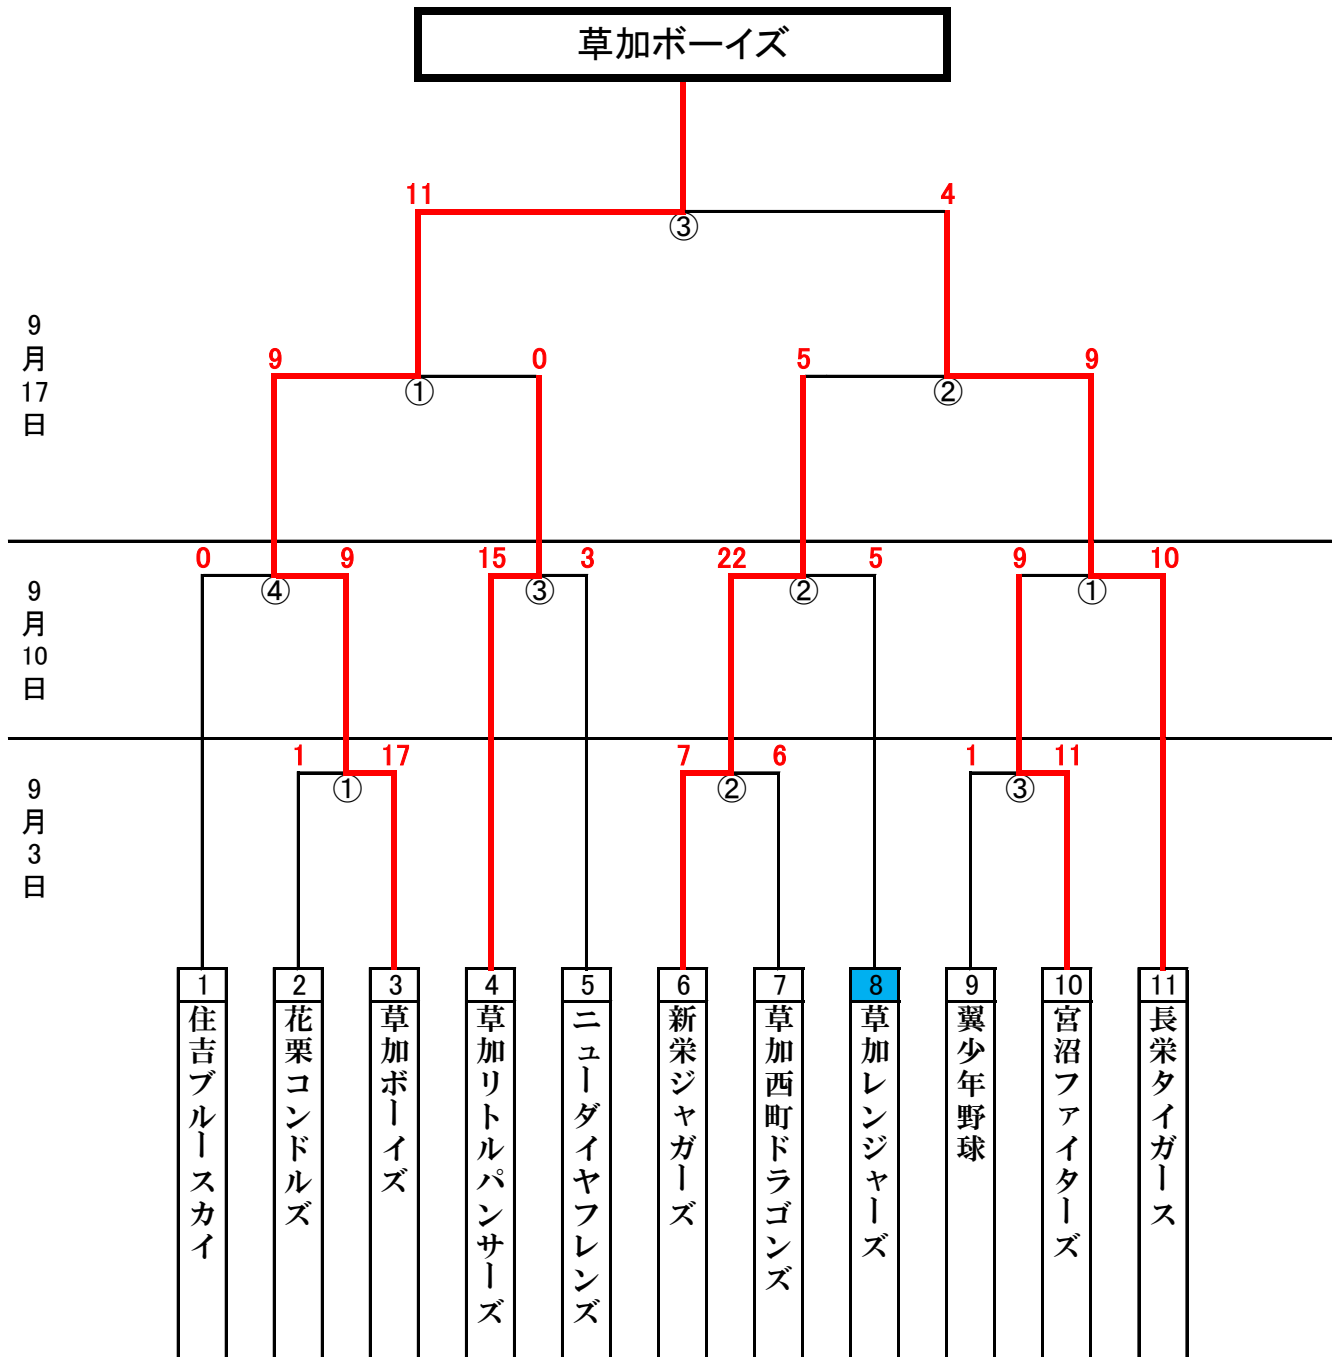 草加ボーイズ
11
4
③
9
月
17
日
9
0
5
9
①
②
0
9
15
3
22
5
9
10
④
③
②
①
9
月
10
日
1
17
7
6
1
11
①
②
③
9
月
3
日
1
2
3
4
5
6
7
8
9
10
11
住吉ブルースカイ
花栗コンドルズ
草加ボーイズ
草加リトルパンサーズ
ニューダイヤフレンズ
新栄ジャガーズ
草加西町ドラゴンズ
草加レンジャーズ
翼少年野球
宮沼ファイターズ
長栄タイガース